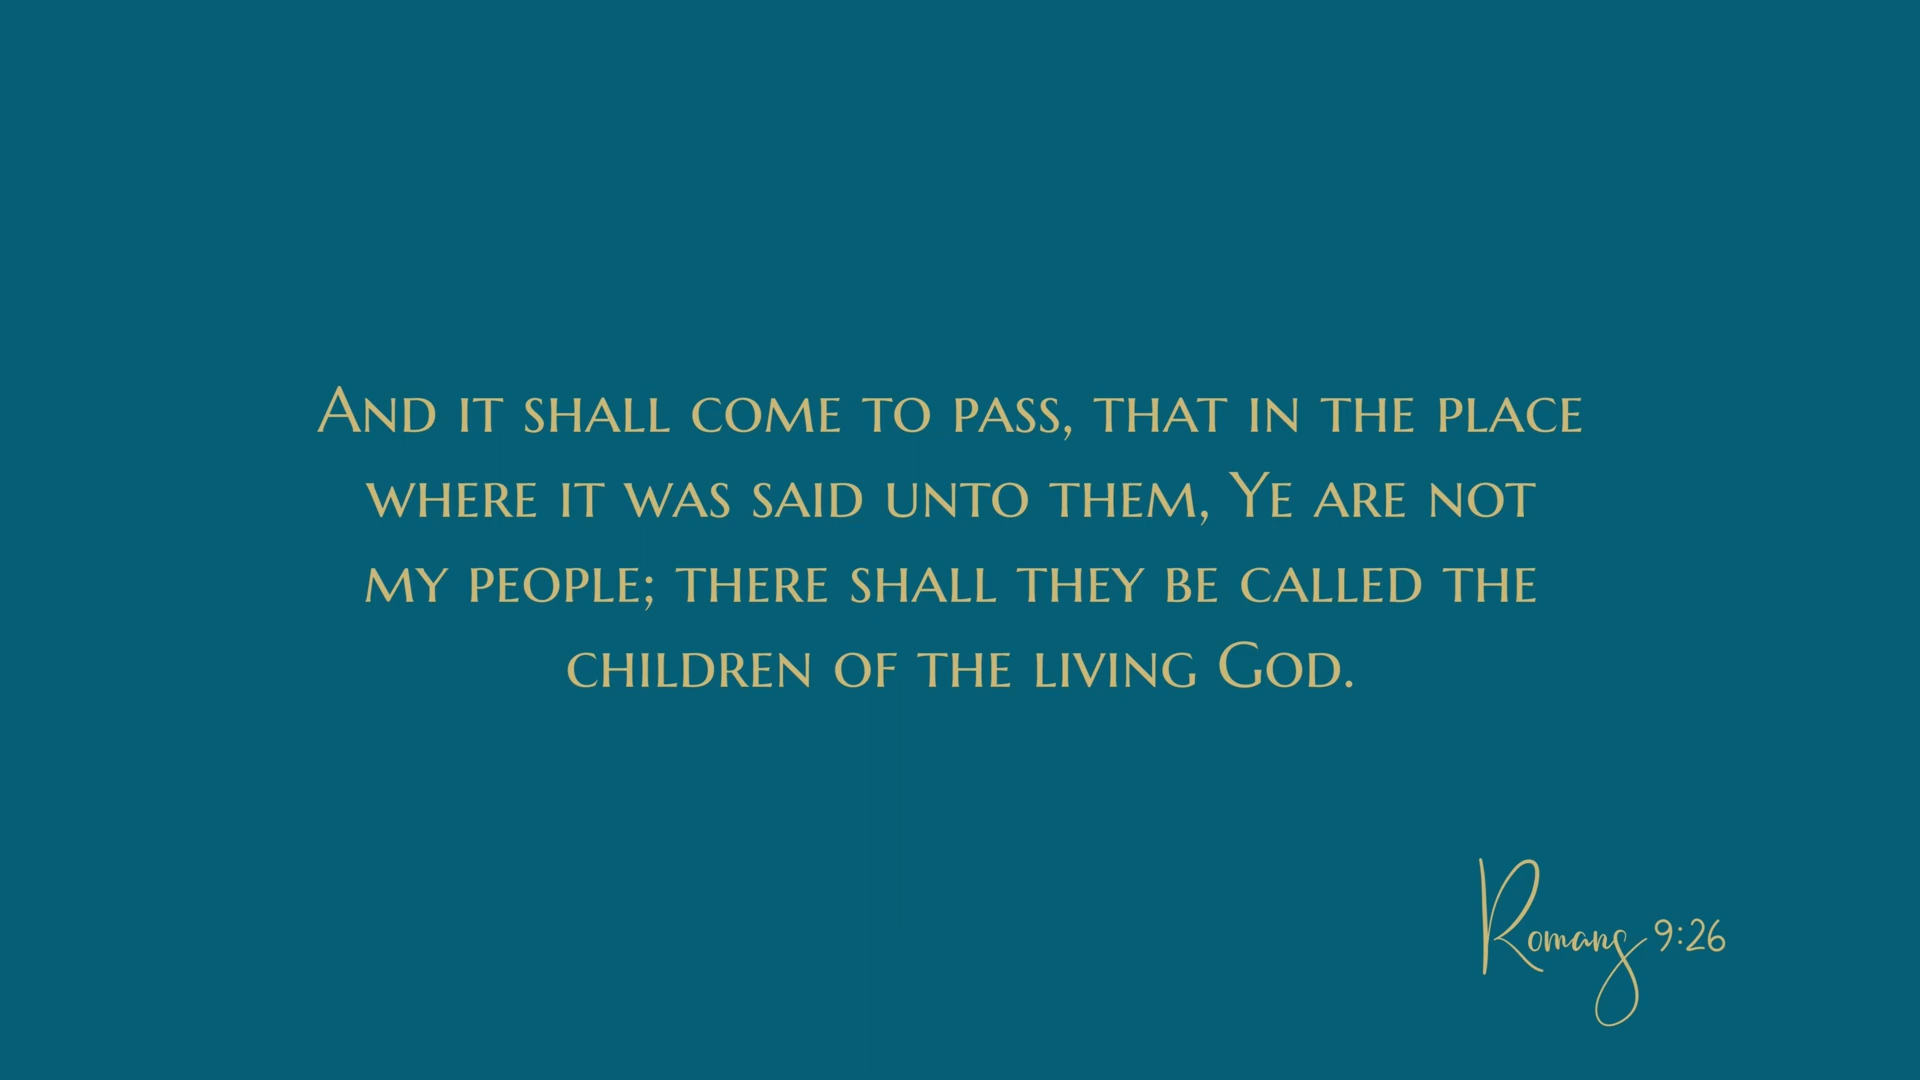 And it shall come to pass, that in the place
where it was said unto them, Ye are not
my people; there shall they be called the
children of the living God.
Romans 9:26